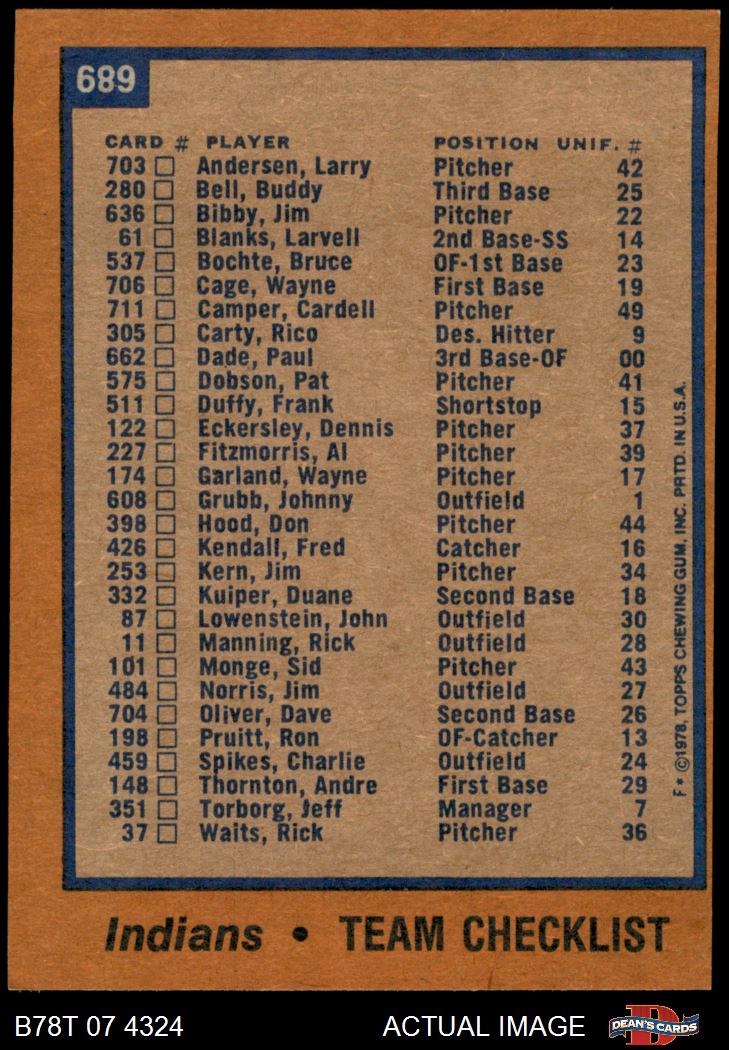 689
CARD # PLAYER POSITION UNIF. #
703 Andersen, Larry Pitcher 42
280 Bell, Buddy Third Base 25
636 Bibby, Jim Pitcher 22
61 Blanks, Larvell 2nd Base-SS 14
537 Bochte, Bruce OF-1st Base 23
706 Cage, Wayne First Base 19
711 Camper, Cardell Pitcher 49
305 Carty, Rico Des. Hitter 9
662 Dade, Paul 3rd Base-OF 00
575 Dobson, Pat Pitcher 41
511 Duffy, Frank Shortstop 15
122 Eckersley, Dennis Pitcher 37
227 Fitzmorris, Al Pitcher 39
174 Garland, Wayne Pitcher 17
608 Grubb, Johnny Outfield 1
398 Hood, Don Pitcher 44
426 Kendall, Fred Catcher 16
253 Kern, Jim Pitcher 34
332 Kuiper, Duane Second Base 18
87 Lowenstein, John Outfield 30
11 Manning, Rick Outfield 28
101 Monge, Sid Pitcher 43
484 Norris, Jim Outfield 27
704 Oliver, Dave Second Base 26
198 Pruitt, Ron OF-Catcher 13
459 Spikes, Charlie Outfield 24
148 Thornton, Andre First Base 29
351 Torborg, Jeff Manager 7
37 Waits, Rick Pitcher 36
F* ©1978, TOPPS CHEWING GUM, INC. PRTD. IN U.S.A.
Indians • TEAM CHECKLIST
B78T 07 4324 ACTUAL IMAGE D DEAN'S CARDS